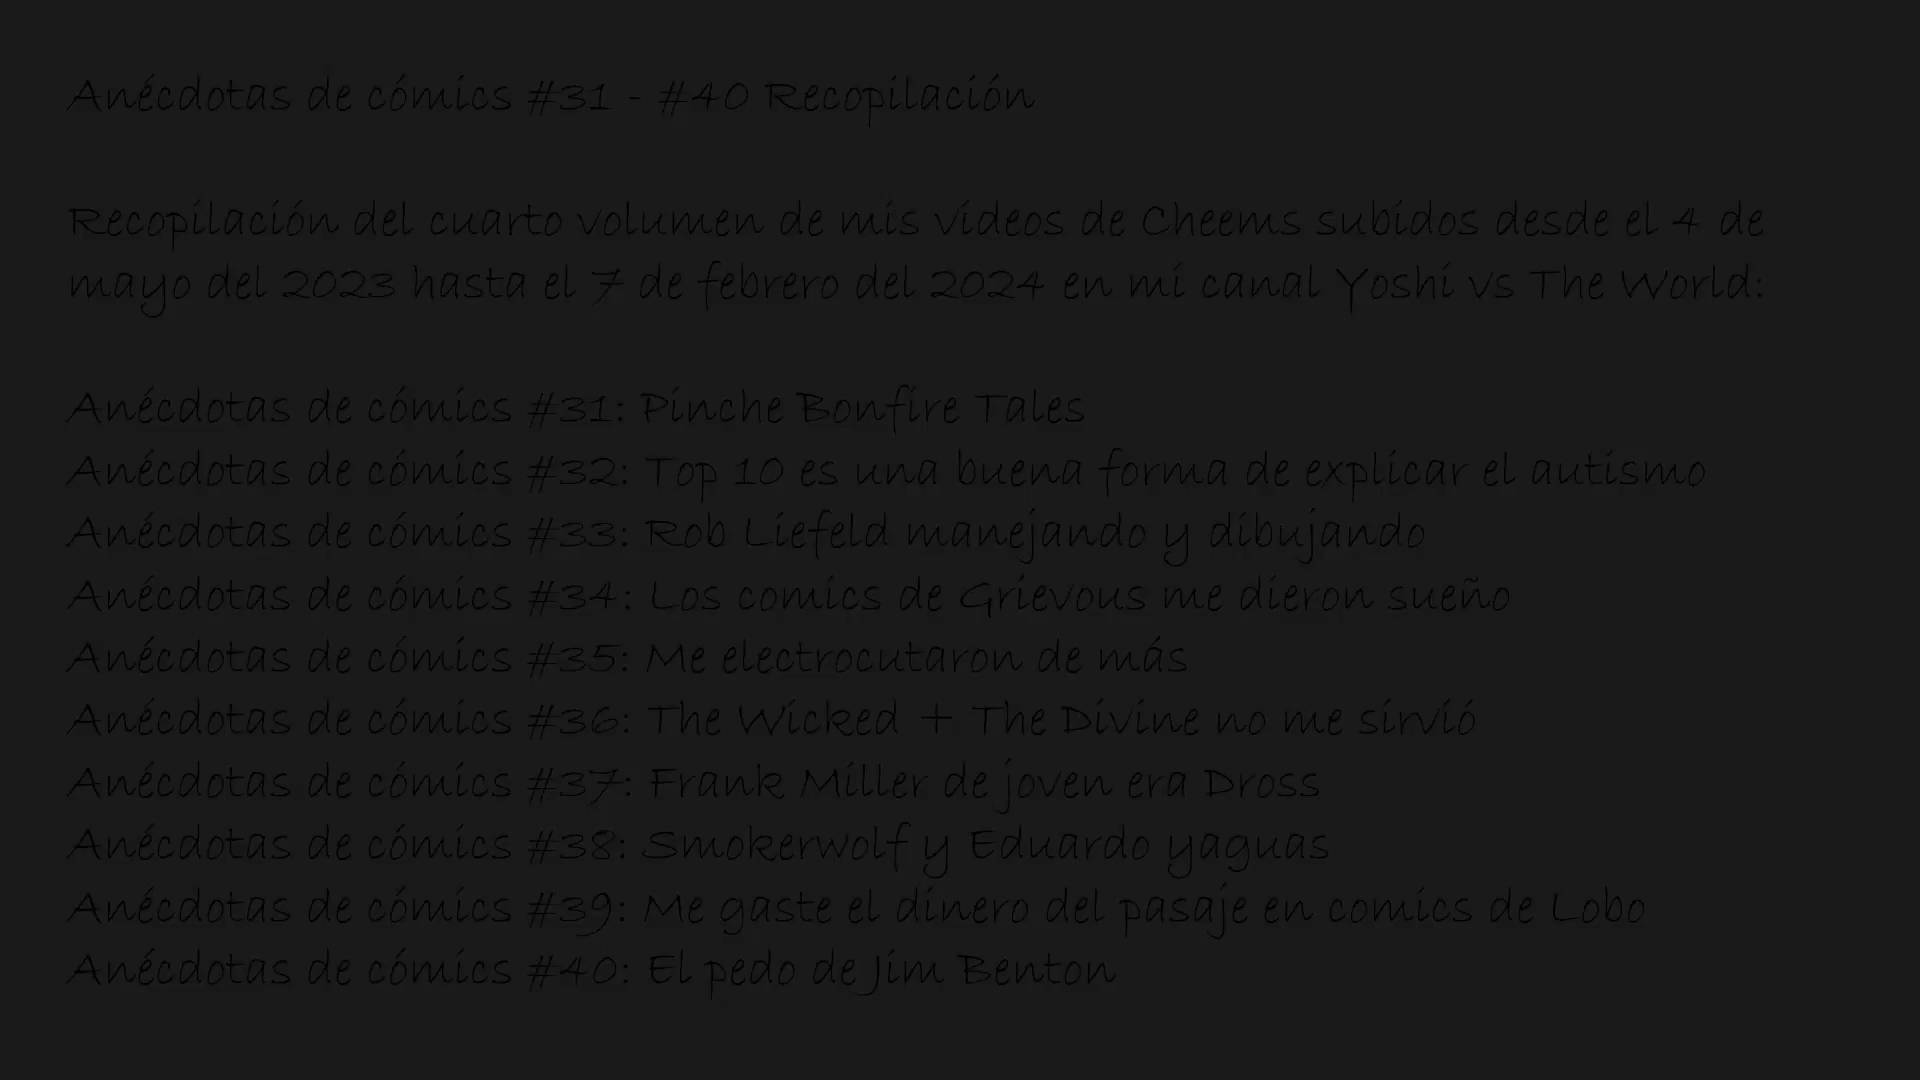 Anécdotas de cómics #31 - #40 Recopilación
Recopilación del cuarto volumen de mis videos de Cheems subidos desde el 4 de
mayo del 2023 hasta el 7 de febrero del 2024 en mi canal Yoshi vs The World:
Anécdotas de cómics #31: Pinche Bonfire Tales
Anécdotas de cómics #32: Top 10 es una buena forma de explicar el autismo
Anécdotas de cómics #33: Rob Liefeld manejando y dibujando
Anécdotas de cómics #34: Los comics de Grievous me dieron sueño
Anécdotas de cómics #35: Me electrocutaron de más
Anécdotas de cómics #36: The Wicked + The Divine no me sirvió
Anécdotas de cómics #37: Frank Miller de joven era Dross
Anécdotas de cómics #38: Smokerwolf y Eduardo yaguas
Anécdotas de cómics #39: Me gaste el dinero del pasaje en comics de Lobo
Anécdotas de cómics #40: El pedo de Jim Benton